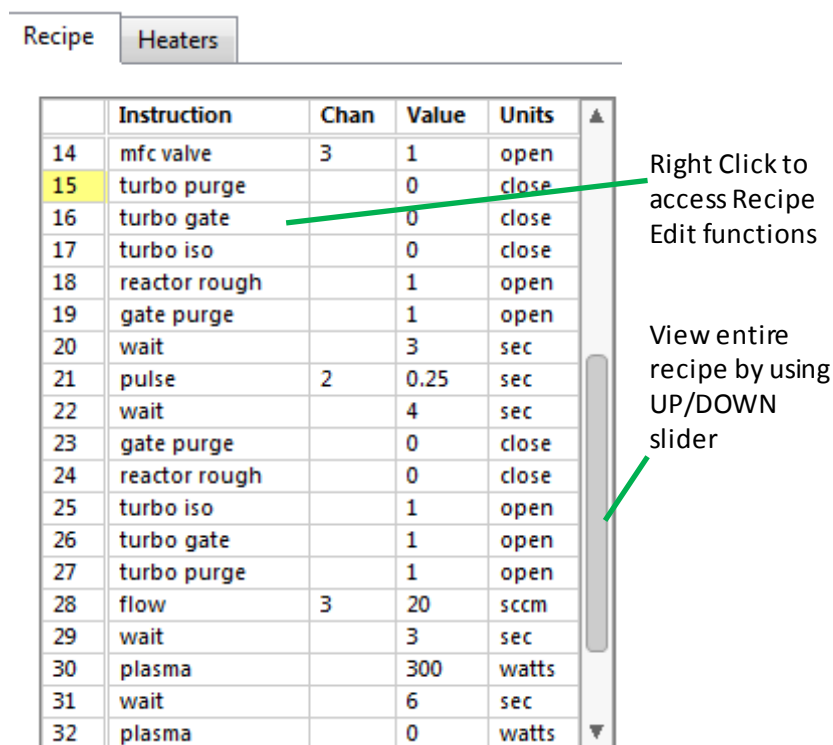 Recipe Heaters
Instruction Chan Value Units
14 mfc valve 3 1 open
15 turbo purge 0 close
16 turbo gate 0 close
17 turbo iso 0 close
18 reactor rough 1 open
19 gate purge 1 open
20 wait 3 sec
21 pulse 2 0.25 sec
22 wait 4 sec
23 gate purge 0 close
24 reactor rough 0 close
25 turbo iso 1 open
26 turbo gate 1 open
27 turbo purge 1 open
28 flow 3 20 sccm
29 wait 3 sec
30 plasma 300 watts
31 wait 6 sec
32 plasma 0 watts
Right Click to
access Recipe
Edit functions
View entire
recipe by using
UP/DOWN
slider